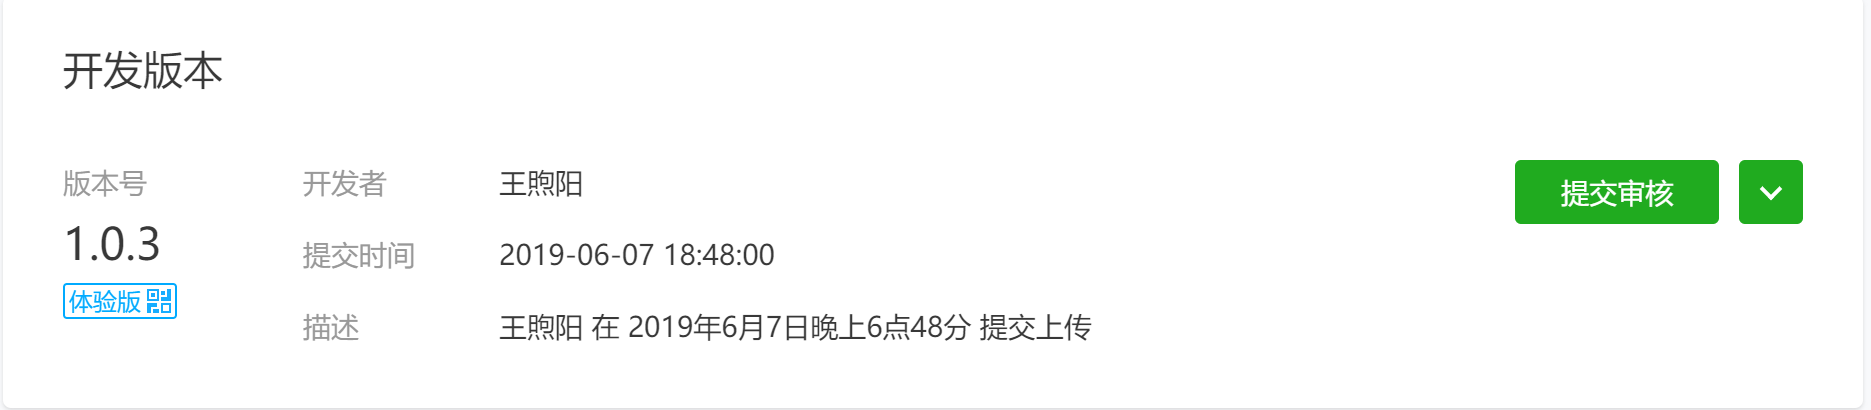 开发版本
版本号
1.0.3
体验版
开发者 王煦阳
提交时间 2019-06-07 18:48:00
描述 王煦阳 在 2019年6月7日晚上6点48分 提交上传
提交审核